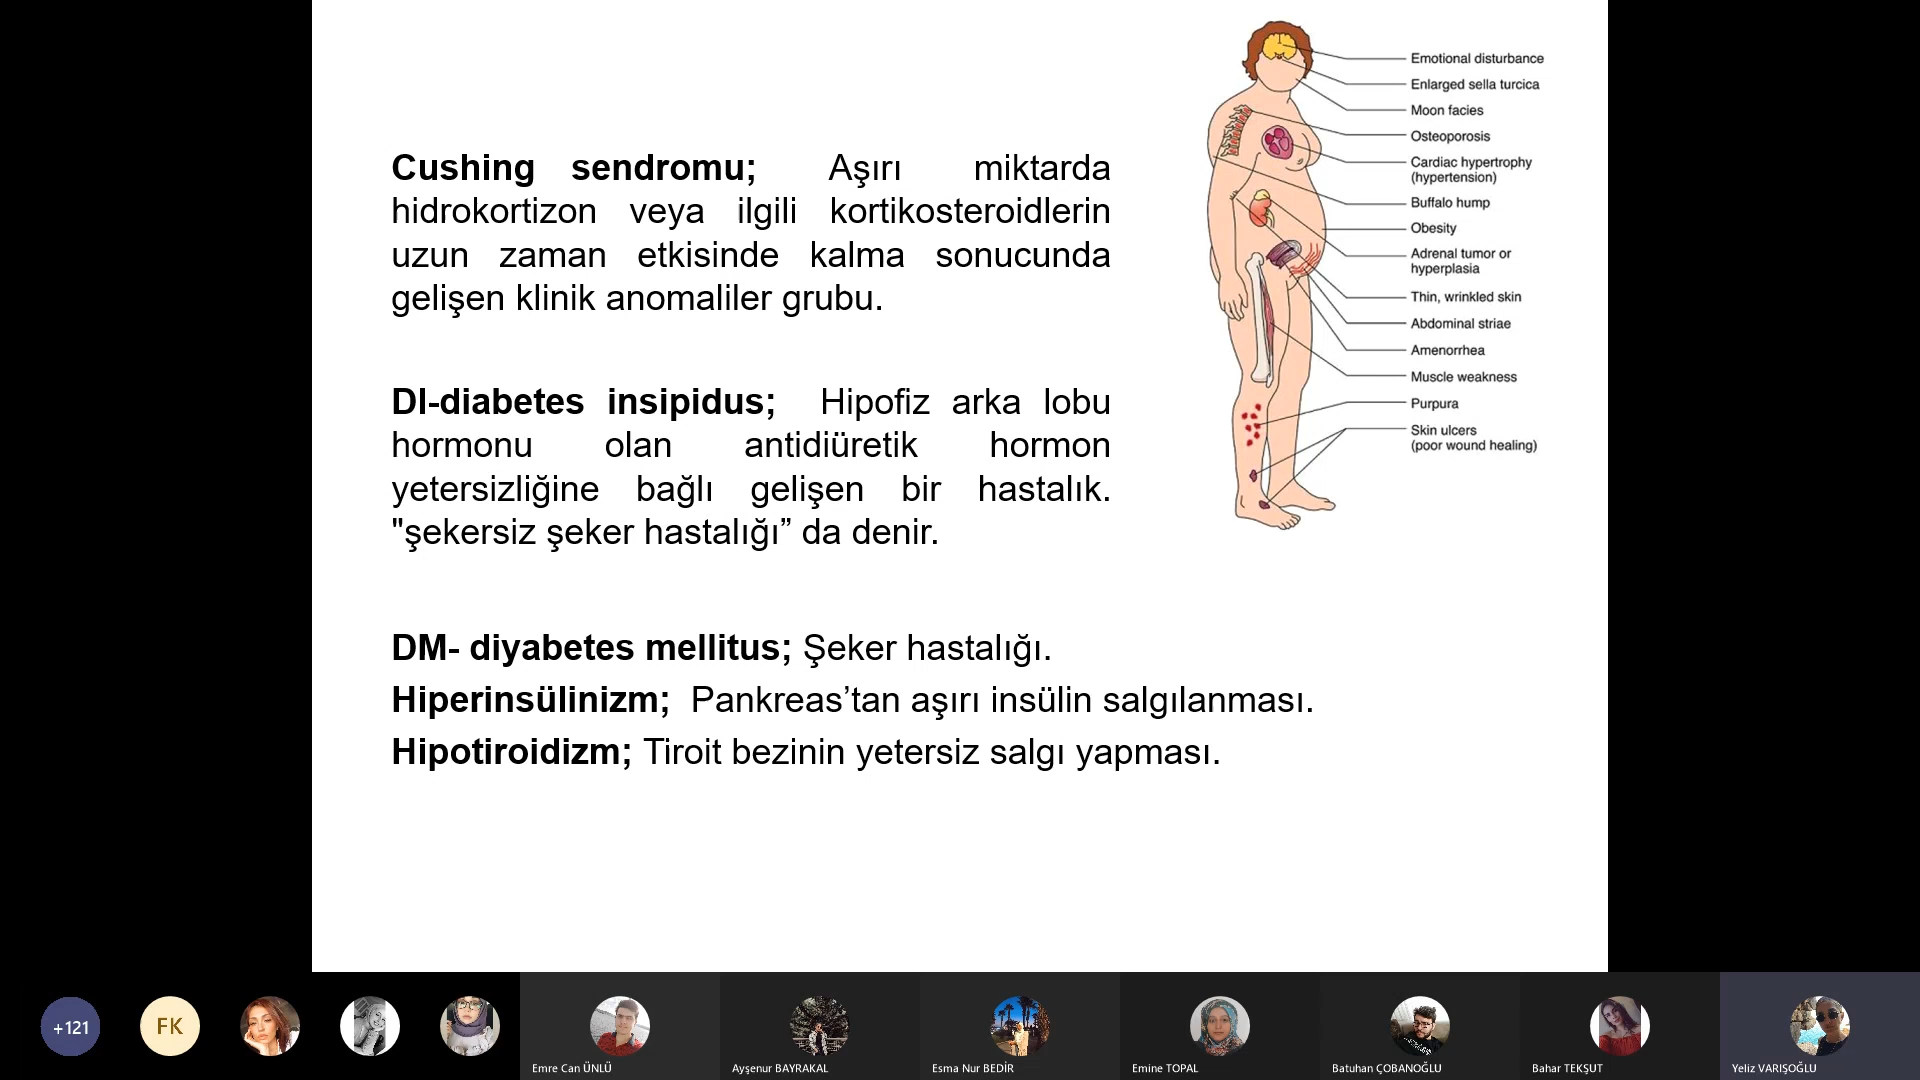 Cushing sendromu; Aşırı miktarda
hidrokortizon veya ilgili kortikosteroidlerin
uzun zaman etkisinde kalma sonucunda
gelişen klinik anomaliler grubu.
DI-diabetes insipidus; Hipofiz arka lobu
hormonu olan antidiüretik hormon
yetersizliğine bağlı gelişen bir hastalık.
"şekersiz şeker hastalığı” da denir.
DM- diyabetes mellitus; Şeker hastalığı.
Hiperinsülinizm; Pankreas’tan aşırı insülin salgılanması.
Hipotiroidizm; Tiroit bezinin yetersiz salgı yapması.
Emotional disturbance
Enlarged sella turcica
Moon facies
Osteoporosis
Cardiac hypertrophy
(hypertension)
Buffalo hump
Obesity
Adrenal tumor or
hyperplasia
Thin, wrinkled skin
Abdominal striae
Amenorrhea
Muscle weakness
Purpura
Skin ulcers
(poor wound healing)
+121
FK
Emre Can ÜNLÜ
Ayşenur BAYRAKAL
Esma Nur BEDİR
Emine TOPAL
Batuhan ÇOBANOĞLU
Bahar TEKŞUT
Yeliz VARIŞOĞLU